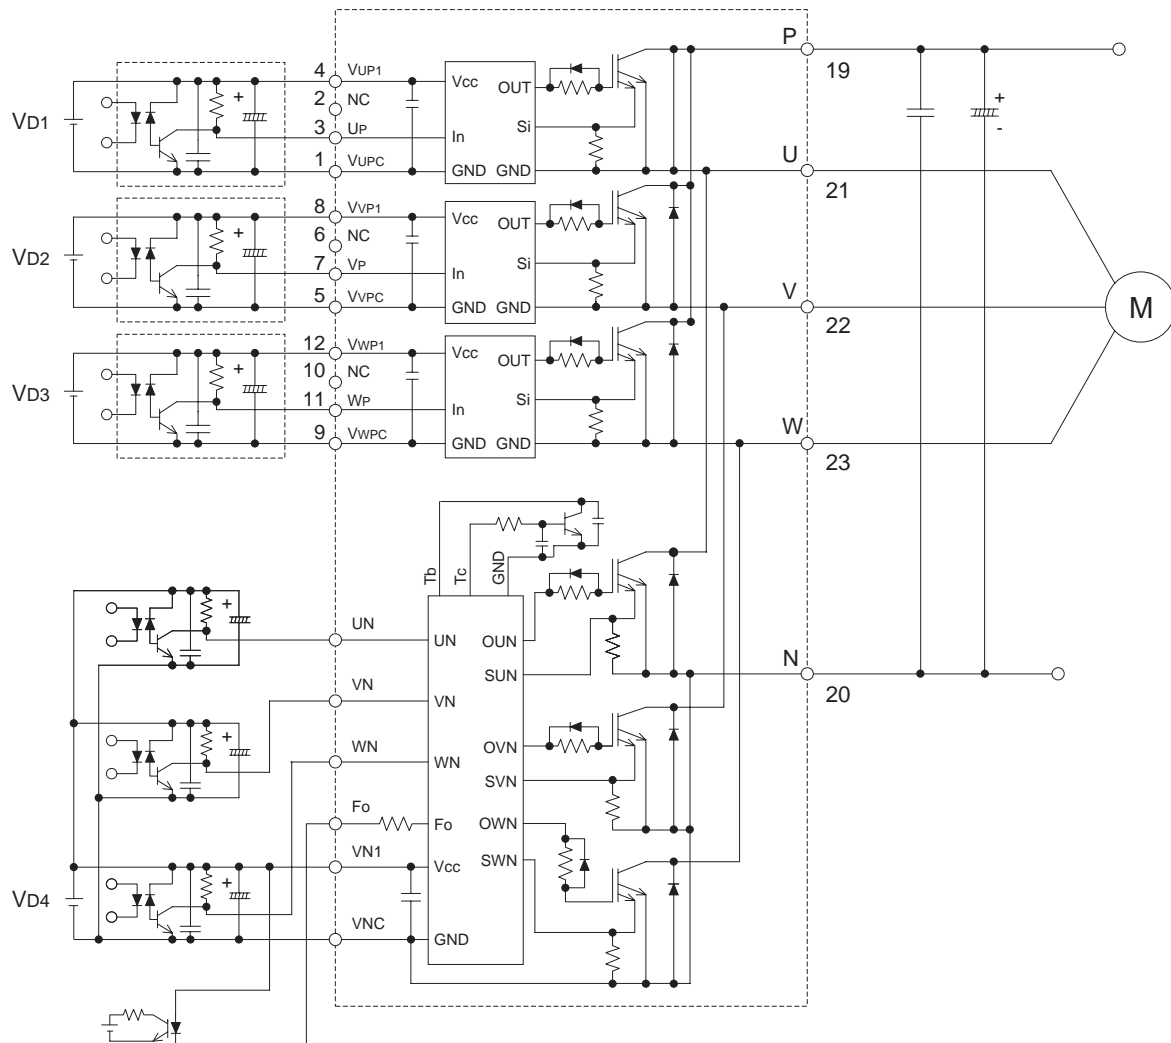 P
19
4 VUP1
2 NC
3 UP
1 VUPC
VD1
+
Vcc
OUT
In
Si
GND GND
+
-
U
21
8 VVP1
6 NC
7 VP
5 VVPC
VD2
+
Vcc
OUT
In
Si
GND GND
V
22
M
12 VWP1
10 NC
11 WP
9 VWPC
VD3
+
Vcc
OUT
In
Si
GND GND
W
23
Tb
Tc
GND
+
UN
UN
OUN
SUN
N
20
VN
VN
+
WN
WN
OVN
SVN
Fo
Fo
OWN
SWN
VN1
Vcc
VD4
+
VNC
GND